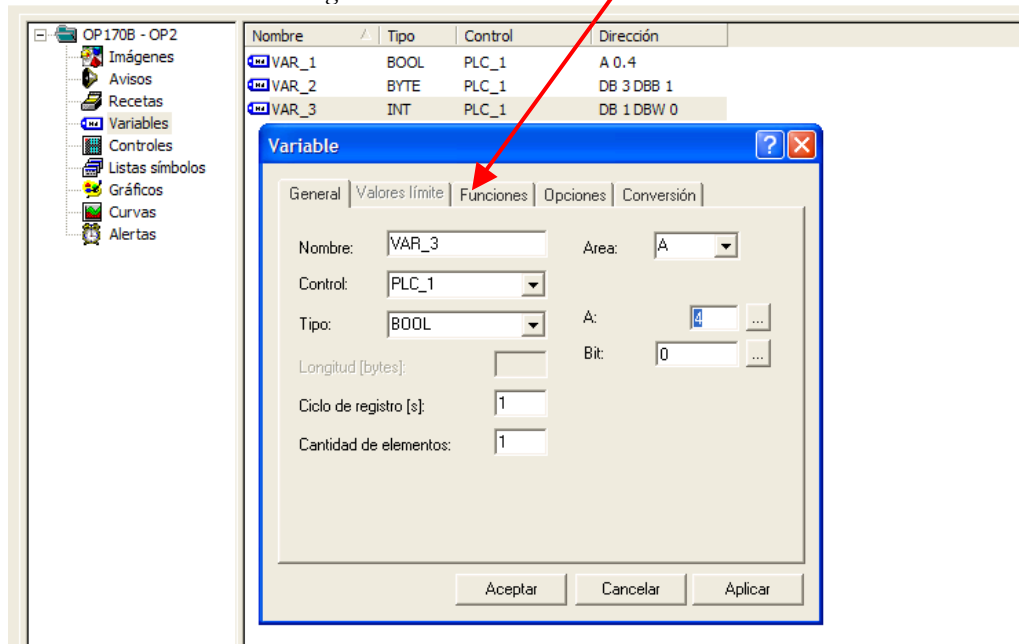 OP170B - OP2
Imágenes
Avisos
Recetas
Variables
Controles
Listas símbolos
Gráficos
Curvas
Alertas
Nombre Tipo Control Dirección
VAR_1 BOOL PLC_1 A 0.4
VAR_2 BYTE PLC_1 DB 3 DBB 1
VAR_3 INT PLC_1 DB 1 DBW 0
Variable
General Valores límite Funciones Opciones Conversión
Nombre: VAR_3 Area: A
Control: PLC_1
Tipo: BOOL A: 4 ...
Longitud [bytes]: Bit: 0 ...
Ciclo de registro [s]: 1
Cantidad de elementos: 1
Aceptar Cancelar Aplicar